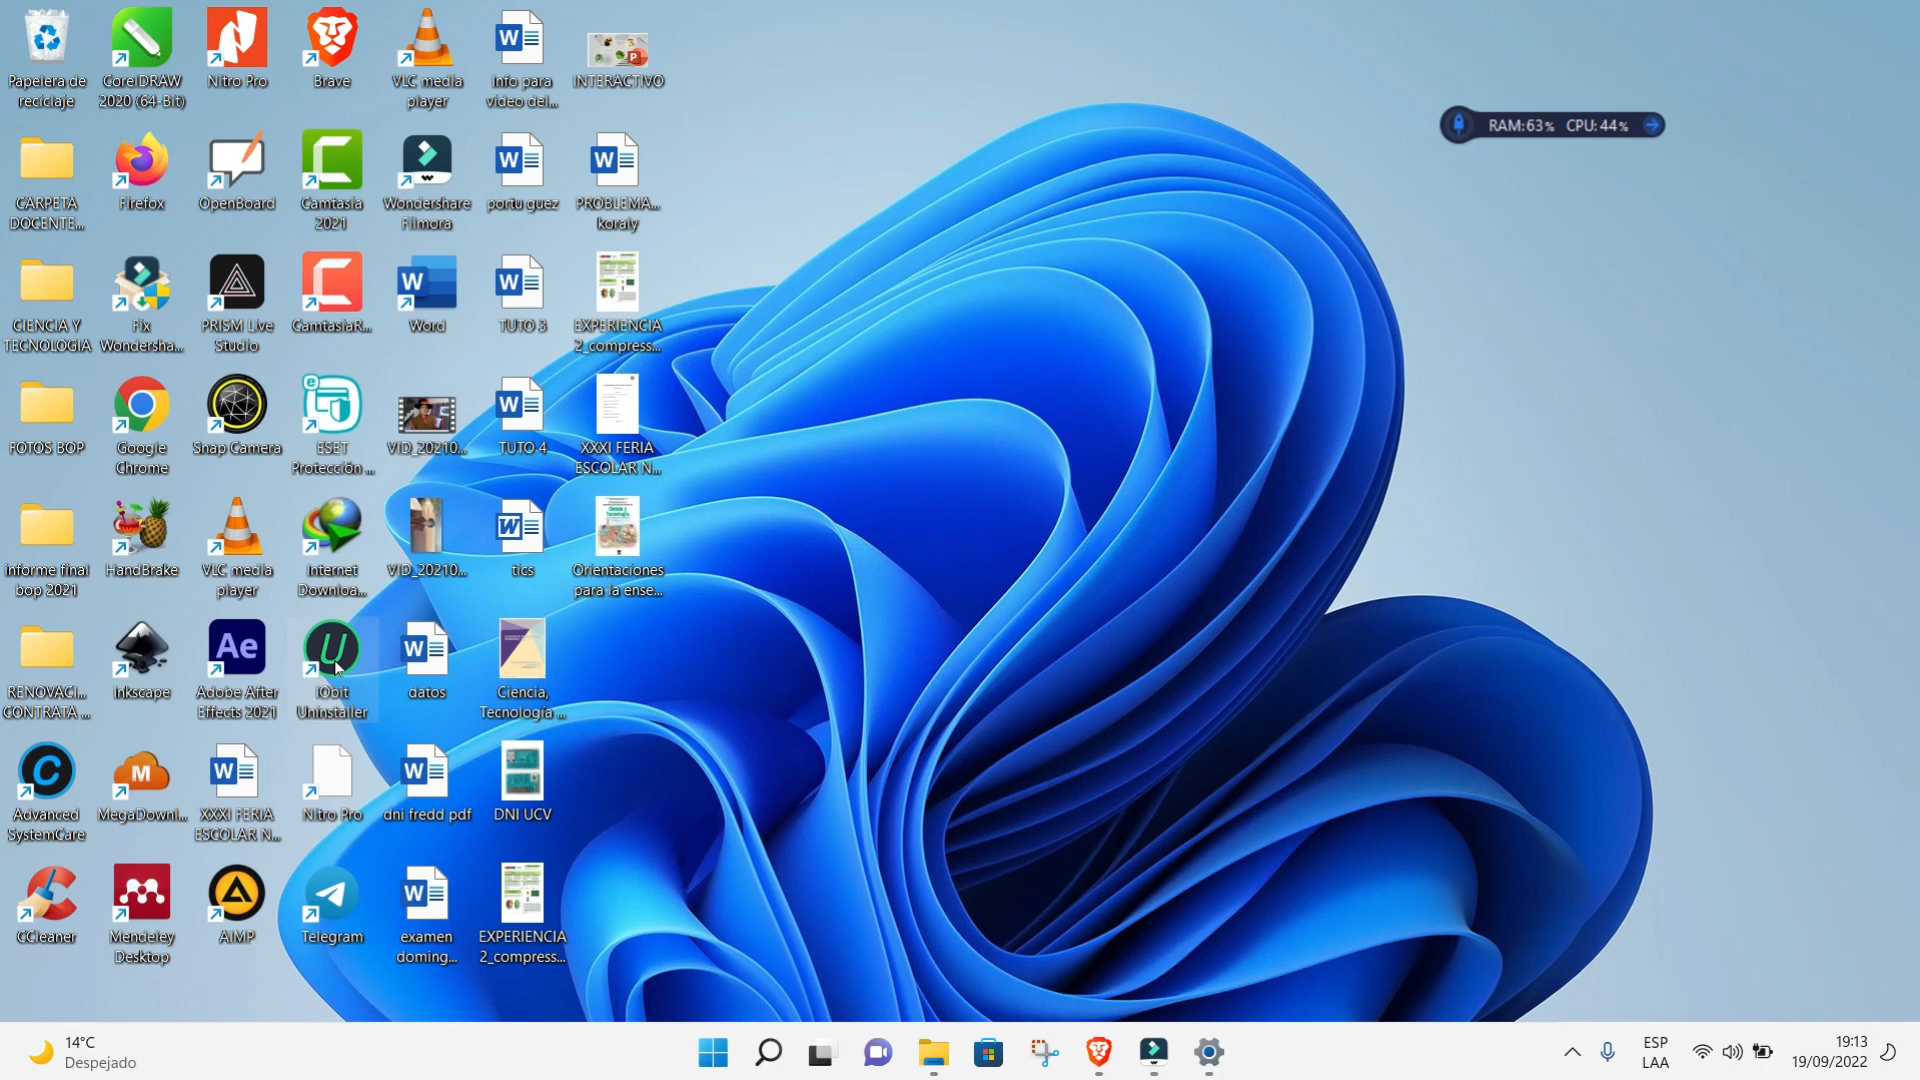 Papelera de
reciclaje
CorelDRAW
2020 (64-Bit)
Nitro Pro
Brave
VLC media
player
Info para
video del...
INTERACTIVO
RAM:63% CPU:44%
CARPETA
DOCENTE...
Firefox
OpenBoard
Camtasia
2021
Wondershare
Filmora
portu guez
PROBLEMA...
koraly
CIENCIA Y
TECNOLOGIA
Fix
Wondersha...
PRISM Live
Studio
CamtasiaR...
Word
TUTO 3
EXPERIENCIA
2_compress...
FOTOS BOP
Google
Chrome
Snap Camera
ESET
Protección ...
VID_20210...
TUTO 4
XXXI FERIA
ESCOLAR N...
informe final
bop 2021
HandBrake
VLC media
player
Internet
Downloa...
VID_20210...
tics
Orientaciones
para la ense...
RENOVACI...
CONTRATA ...
Inkscape
Ae
Adobe After
Effects 2021
IObit
Uninstaller
datos
Ciencia,
Tecnología ...
Advanced
SystemCare
MegaDownl...
XXXI FERIA
ESCOLAR N...
Nitro Pro
dni fredd pdf
DNI UCV
CCleaner
Mendeley
Desktop
AIMP
Telegram
examen
doming...
EXPERIENCIA
2_compress...
14°C
Despejado
ESP
LAA
19:13
19/09/2022